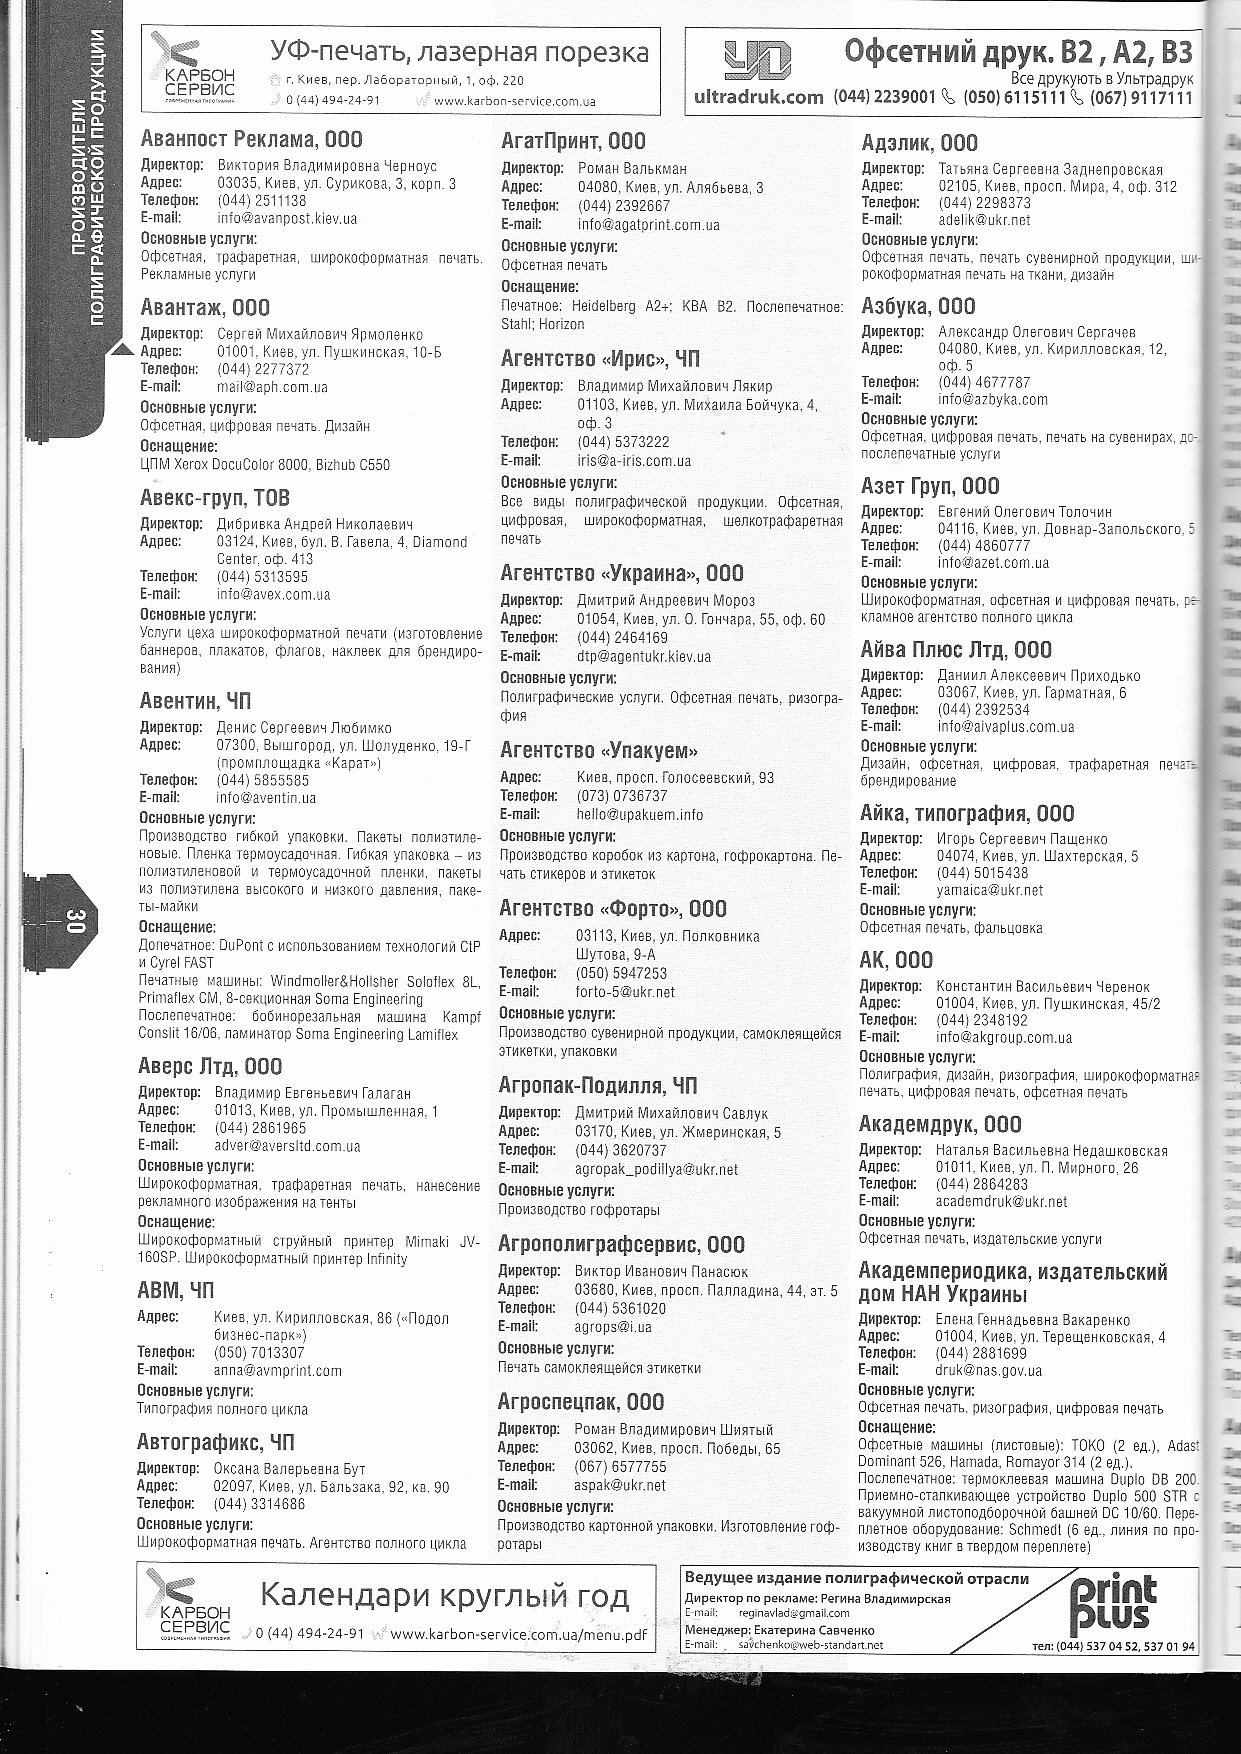 ПРОИЗВОДИТЕЛИ
ПОЛИГРАФИЧЕСКОЙ ПРОДУКЦИИ
КАРБОН
СЕРВИС
СОВРЕМЕННАЯ ТИПОГРАФИЯ
УФ-печать, лазерная порезка
г. Киев, пер. Лабораторный, 1, оф. 220
0 (44) 494-24-91 www.karbon-service.com.ua
Офсетний друк. В2 , А2, В3
Все друкують в Ультрадрук
ultradruk.com (044) 2239001 (050) 6115111 (067) 9117111
Аванпост Реклама, ООО
Директор: Виктория Владимировна Черноус
Адрес: 03035, Киев, ул. Сурикова, 3, корп. 3
Телефон: (044) 2511138
E-mail: info@avanpost.kiev.ua
Основные услуги:
Офсетная, трафаретная, широкоформатная печать.
Рекламные услуги
Авантаж, ООО
Директор: Сергей Михайлович Ярмоленко
Адрес: 01001, Киев, ул. Пушкинская, 10-Б
Телефон: (044) 2277372
E-mail: mail@aph.com.ua
Основные услуги:
Офсетная, цифровая печать. Дизайн
Оснащение:
ЦПМ Xerox DocuColor 8000, Bizhub C550
Авекс-груп, ТОВ
Директор: Дибривка Андрей Николаевич
Адрес: 03124, Киев, бул. В. Гавела, 4, Diamond
Center, оф. 413
Телефон: (044) 5313595
E-mail: info@avex.com.ua
Основные услуги:
Услуги цеха широкоформатной печати (изготовление
баннеров, плакатов, флагов, наклеек для брендиро-
вания)
Авентин, ЧП
Директор: Денис Сергеевич Любимко
Адрес: 07300, Вышгород, ул. Шолуденко, 19-Г
(промплощадка «Карат»)
Телефон: (044) 5855585
E-mail: info@aventin.ua
Основные услуги:
Производство гибкой упаковки. Пакеты полиэтиле-
новые. Пленка термоусадочная. Гибкая упаковка – из
полиэтиленовой и термоусадочной пленки, пакеты
из полиэтилена высокого и низкого давления, паке-
ты-майки
Оснащение:
Допечатное: DuPont с использованием технологий CtP
и Cyrel FAST
Печатные машины: Windmoller&Hollsher Soloflex 8L,
Primaflex CM, 8-секционная Soma Engineering
Послепечатное: бобинорезальная машина Kampf
Conslit 16/06, ламинатор Soma Engineering Lamiflex
Аверс Лтд, ООО
Директор: Владимир Евгеньевич Галаган
Адрес: 01013, Киев, ул. Промышленная, 1
Телефон: (044) 2861965
E-mail: adver@aversltd.com.ua
Основные услуги:
Широкоформатная, трафаретная печать, нанесение
рекламного изображения на тенты
Оснащение:
Широкоформатный струйный принтер Mimaki JV-
160SP. Широкоформатный принтер Infinity
АВМ, ЧП
Адрес: Киев, ул. Кирилловская, 86 («Подол
бизнес-парк»)
Телефон: (050) 7013307
E-mail: anna@avmprint.com
Основные услуги:
Типография полного цикла
Автографикс, ЧП
Директор: Оксана Валерьевна Бут
Адрес: 02097, Киев, ул. Бальзака, 92, кв. 90
Телефон: (044) 3314686
Основные услуги:
Широкоформатная печать. Агентство полного цикла
АгатПринт, ООО
Директор: Роман Валькман
Адрес: 04080, Киев, ул. Алябьева, 3
Телефон: (044) 2392667
E-mail: info@agatprint.com.ua
Основные услуги:
Офсетная печать
Оснащение:
Печатное: Heidelberg A2+; KBA B2. Послепечатное:
Stahl; Horizon
Агентство «Ирис», ЧП
Директор: Владимир Михайлович Лякир
Адрес: 01103, Киев, ул. Михаила Бойчука, 4,
оф. 3
Телефон: (044) 5373222
E-mail: iris@a-iris.com.ua
Основные услуги:
Все виды полиграфической продукции. Офсетная,
цифровая, широкоформатная, шелкотрафаретная
печать
Агентство «Украина», ООО
Директор: Дмитрий Андреевич Мороз
Адрес: 01054, Киев, ул. О. Гончара, 55, оф. 60
Телефон: (044) 2464169
E-mail: dtp@agentukr.kiev.ua
Основные услуги:
Полиграфические услуги. Офсетная печать, ризогра-
фия
Агентство «Упакуем»
Адрес: Киев, просп. Голосеевский, 93
Телефон: (073) 0736737
E-mail: hello@upakuem.info
Основные услуги:
Производство коробок из картона, гофрокартона. Пе-
чать стикеров и этикеток
Агентство «Форто», ООО
Адрес: 03113, Киев, ул. Полковника
Шутова, 9-А
Телефон: (050) 5947253
E-mail: forto-5@ukr.net
Основные услуги:
Производство сувенирной продукции, самоклеящейся
этикетки, упаковки
Агропак-Подилля, ЧП
Директор: Дмитрий Михайлович Савлук
Адрес: 03170, Киев, ул. Жмеринская, 5
Телефон: (044) 3620737
E-mail: agropak_podillya@ukr.net
Основные услуги:
Производство гофротары
Агрополиграфсервис, ООО
Директор: Виктор Иванович Панасюк
Адрес: 03680, Киев, просп. Палладина, 44, эт. 5
Телефон: (044) 5361020
E-mail: agrops@i.ua
Основные услуги:
Печать самоклеящейся этикетки
Агроспецпак, ООО
Директор: Роман Владимирович Шиятый
Адрес: 03062, Киев, просп. Победы, 65
Телефон: (067) 6577755
E-mail: aspak@ukr.net
Основные услуги:
Производство картонной упаковки. Изготовление гоф-
ротары
Адэлик, ООО
Директор: Татьяна Сергеевна Заднепровская
Адрес: 02105, Киев, просп. Мира, 4, оф. 312
Телефон: (044) 2298373
E-mail: adelik@ukr.net
Основные услуги:
Офсетная печать, печать сувенирной продукции, ши-
рокоформатная печать на ткани, дизайн
Азбука, ООО
Директор: Александр Олегович Сергачев
Адрес: 04080, Киев, ул. Кирилловская, 12,
оф. 5
Телефон: (044) 4677787
E-mail: info@azbyka.com
Основные услуги:
Офсетная, цифровая печать, печать на сувенирах, до-
послепечатные услуги
Азет Груп, ООО
Директор: Евгений Олегович Толочин
Адрес: 04116, Киев, ул. Довнар-Запольского, 5
Телефон: (044) 4860777
E-mail: info@azet.com.ua
Основные услуги:
Широкоформатная, офсетная и цифровая печать, ре-
кламное агентство полного цикла
Айва Плюс Лтд, ООО
Директор: Даниил Алексеевич Приходько
Адрес: 03067, Киев, ул. Гарматная, 6
Телефон: (044) 2392534
E-mail: info@aivaplus.com.ua
Основные услуги:
Дизайн, офсетная, цифровая, трафаретная печать,
брендирование
Айка, типография, ООО
Директор: Игорь Сергеевич Пащенко
Адрес: 04074, Киев, ул. Шахтерская, 5
Телефон: (044) 5015438
E-mail: yamaica@ukr.net
Основные услуги:
Офсетная печать, фальцовка
АК, ООО
Директор: Константин Васильевич Черенок
Адрес: 01004, Киев, ул. Пушкинская, 45/2
Телефон: (044) 2348192
E-mail: info@akgroup.com.ua
Основные услуги:
Полиграфия, дизайн, ризография, широкоформатная
печать, цифровая печать, офсетная печать
Академдрук, ООО
Директор: Наталья Васильевна Недашковская
Адрес: 01011, Киев, ул. П. Мирного, 26
Телефон: (044) 2864283
E-mail: academdruk@ukr.net
Основные услуги:
Офсетная печать, издательские услуги
Академпериодика, издательский
дом НАН Украины
Директор: Елена Геннадьевна Вакаренко
Адрес: 01004, Киев, ул. Терещенковская, 4
Телефон: (044) 2881699
E-mail: druk@nas.gov.ua
Основные услуги:
Офсетная печать, ризография, цифровая печать
Оснащение:
Офсетные машины (листовые): TOKO (2 ед.), Adast
Dominant 526, Hamada, Romayor 314 (2 ед.).
Послепечатное: термоклеевая машина Duplo DB 200.
Приемно-сталкивающее устройство Duplo 500 STR с
вакуумной листоподборочной башней DC 10/60. Пере-
плетное оборудование: Schmedt (6 ед., линия по про-
изводству книг в твердом переплете)
30
КАРБОН
СЕРВИС
СОВРЕМЕННАЯ ТИПОГРАФИЯ
Календари круглый год
0 (44) 494-24-91 www.karbon-service.com.ua/menu.pdf
Ведущее издание полиграфической отрасли
Директор по рекламе: Регина Владимирская
E-mail: reginavlad@gmail.com
Менеджер: Екатерина Савченко
E-mail: savchenko@web-standart.net
print
plus
тел: (044) 537 04 52, 537 01 94